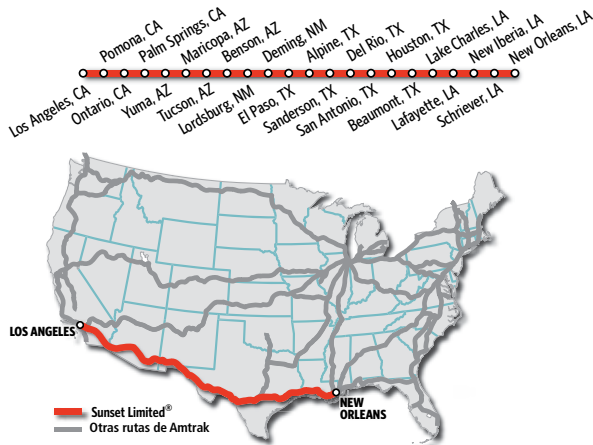 Pomona, CA
Palm Springs, CA
Maricopa, AZ
Benson, AZ
Deming, NM
Alpine, TX
Del Rio, TX
Houston, TX
Lake Charles, LA
New Iberia, LA
New Orleans, LA
Los Angeles, CA
Ontario, CA
Yuma, AZ
Tucson, AZ
Lordsburg, NM
El Paso, TX
Sanderson, TX
San Antonio, TX
Beaumont, TX
Lafayette, LA
Schriever, LA
LOS ANGELES
NEW
ORLEANS
Sunset Limited®
Otras rutas de Amtrak